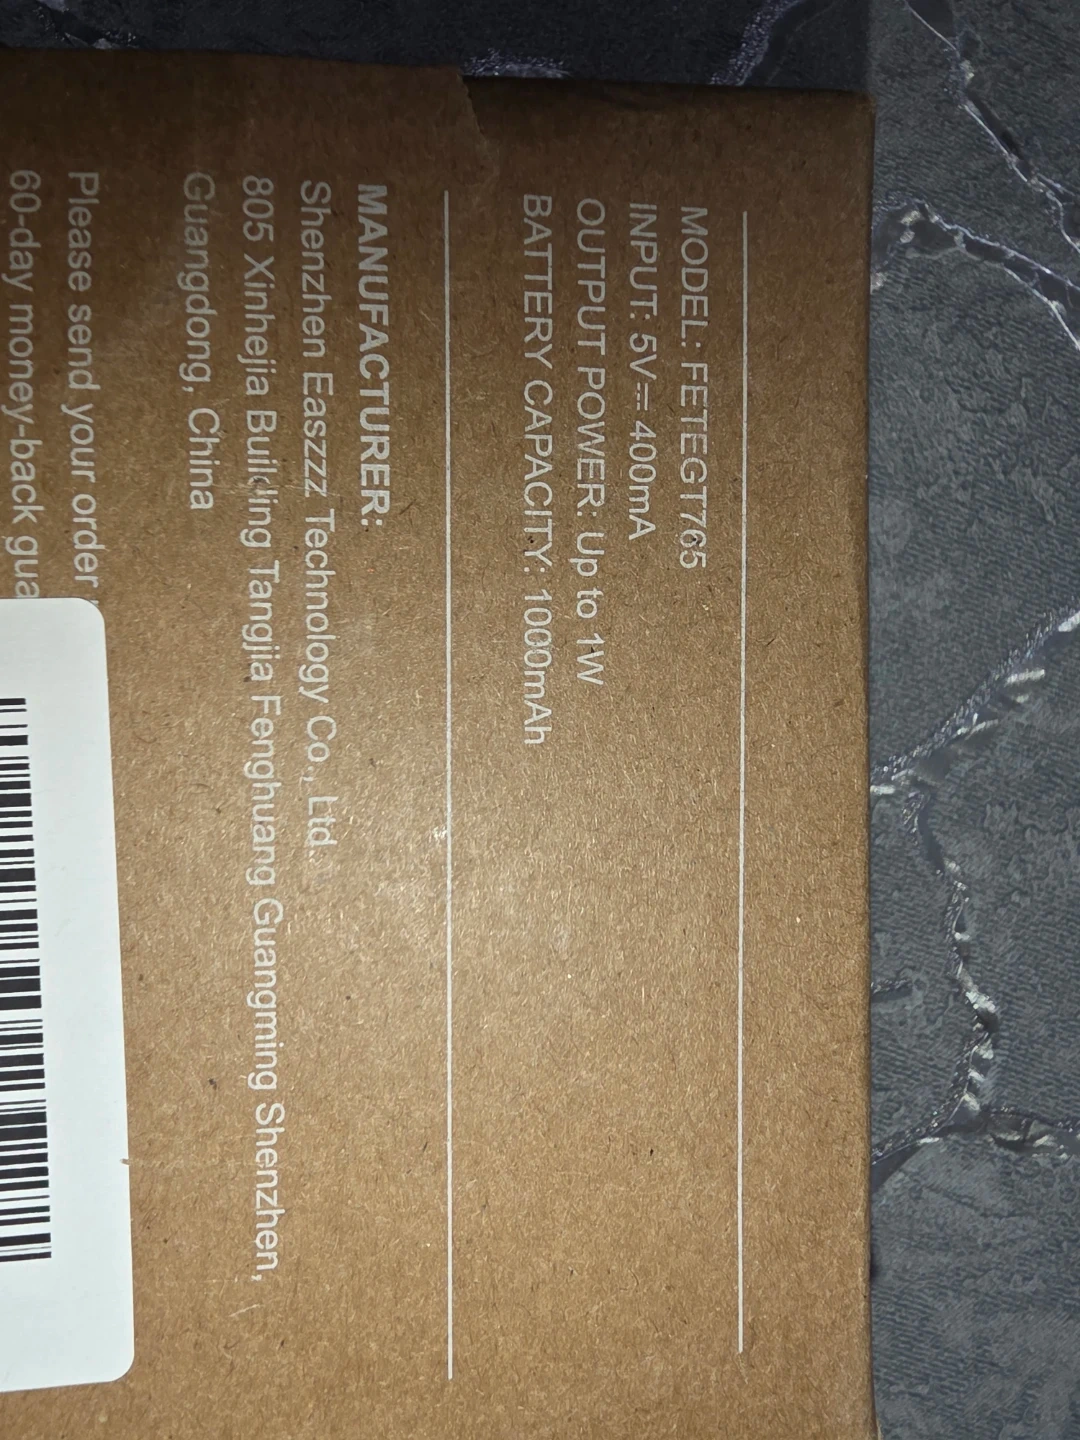 MODEL: FETEGT765
INPUT: 5V⎓ 400mA
OUTPUT POWER: Up to 1W
BATTERY CAPACITY: 1000mAh
MANUFACTURER:
Shenzhen Easzzz Technology Co., Ltd.
805 Xinhejia Building Tangjia Fenghuang Guangming Shenzhen,
Guangdong, China
Please send your order
60-day money-back gua